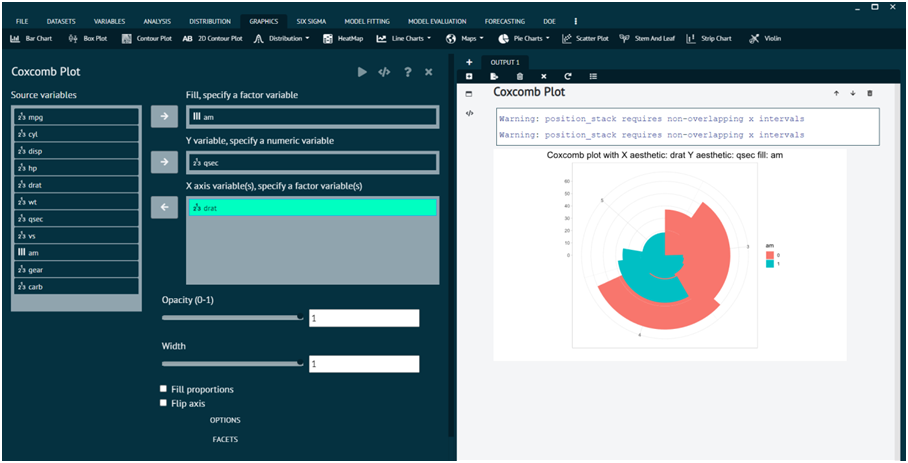 FILE DATASETS VARIABLES ANALYSIS DISTRIBUTION GRAPHICS SIX SIGMA MODEL FITTING MODEL EVALUATION FORECASTING DOE
Bar Chart Box Plot Contour Plot AB 2D Contour Plot Distribution HeatMap Line Charts Maps Pie Charts Scatter Plot Stem And Leaf Strip Chart Violin
Coxcomb Plot
Source variables
mpg
cyl
disp
hp
drat
wt
qsec
vs
am
gear
carb
Fill, specify a factor variable
am
Y variable, specify a numeric variable
qsec
X axis variable(s), specify a factor variable(s)
drat
Opacity (0-1)
1
Width
1
Fill proportions
Flip axis
OPTIONS
FACETS
OUTPUT 1
Coxcomb Plot
Warning: position_stack requires non-overlapping x intervals
Warning: position_stack requires non-overlapping x intervals
Coxcomb plot with X aesthetic: drat Y aesthetic: qsec fill: am
60
50
40
30
20
10
0
5
3
4
am
0
1